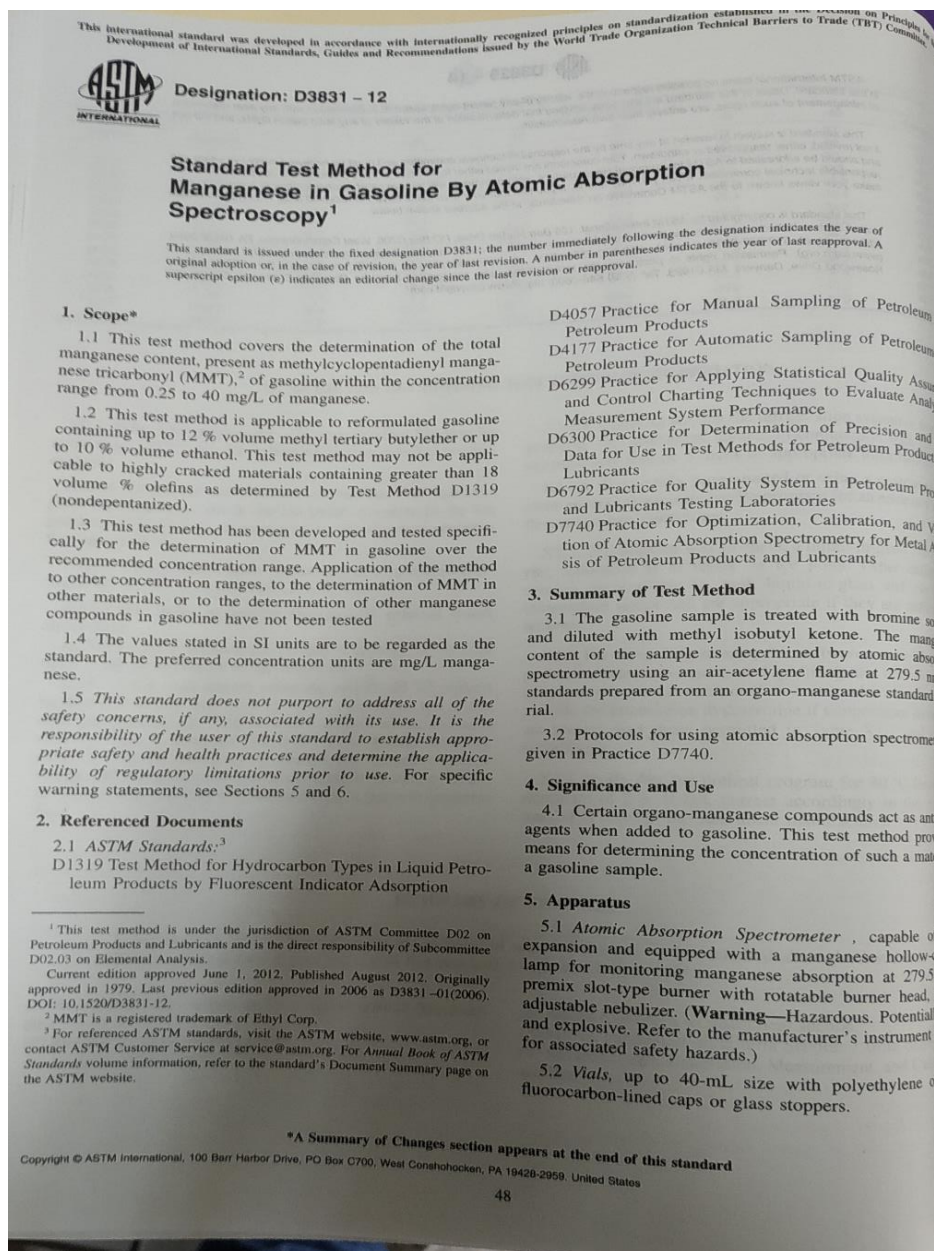 This international standard was developed in accordance with internationally recognized principles on standardization established in the Decision on Principles for
Development of International Standards, Guides and Recommendations issued by the World Trade Organization Technical Barriers to Trade (TBT) Committee.
ASTM
INTERNATIONAL
Designation: D3831 – 12
Standard Test Method for
Manganese in Gasoline By Atomic Absorption
Spectroscopy¹
This standard is issued under the fixed designation D3831; the number immediately following the designation indicates the year of
original adoption or, in the case of revision, the year of last revision. A number in parentheses indicates the year of last reapproval. A
superscript epsilon (ε) indicates an editorial change since the last revision or reapproval.
1. Scope*
1.1 This test method covers the determination of the total
manganese content, present as methylcyclopentadienyl manga-
nese tricarbonyl (MMT),² of gasoline within the concentration
range from 0.25 to 40 mg/L of manganese.
1.2 This test method is applicable to reformulated gasoline
containing up to 12 % volume methyl tertiary butylether or up
to 10 % volume ethanol. This test method may not be appli-
cable to highly cracked materials containing greater than 18
volume % olefins as determined by Test Method D1319
(nondepentanized).
1.3 This test method has been developed and tested specifi-
cally for the determination of MMT in gasoline over the
recommended concentration range. Application of the method
to other concentration ranges, to the determination of MMT in
other materials, or to the determination of other manganese
compounds in gasoline have not been tested
1.4 The values stated in SI units are to be regarded as the
standard. The preferred concentration units are mg/L manga-
nese.
1.5 This standard does not purport to address all of the
safety concerns, if any, associated with its use. It is the
responsibility of the user of this standard to establish appro-
priate safety and health practices and determine the applica-
bility of regulatory limitations prior to use. For specific
warning statements, see Sections 5 and 6.
2. Referenced Documents
2.1 ASTM Standards:³
D1319 Test Method for Hydrocarbon Types in Liquid Petro-
leum Products by Fluorescent Indicator Adsorption
¹ This test method is under the jurisdiction of ASTM Committee D02 on
Petroleum Products and Lubricants and is the direct responsibility of Subcommittee
D02.03 on Elemental Analysis.
Current edition approved June 1, 2012. Published August 2012. Originally
approved in 1979. Last previous edition approved in 2006 as D3831 –01(2006).
DOI: 10.1520/D3831-12.
² MMT is a registered trademark of Ethyl Corp.
³ For referenced ASTM standards, visit the ASTM website, www.astm.org, or
contact ASTM Customer Service at service@astm.org. For Annual Book of ASTM
Standards volume information, refer to the standard's Document Summary page on
the ASTM website.
D4057 Practice for Manual Sampling of Petroleum
Petroleum Products
D4177 Practice for Automatic Sampling of Petroleum
Petroleum Products
D6299 Practice for Applying Statistical Quality Assu
and Control Charting Techniques to Evaluate Analy
Measurement System Performance
D6300 Practice for Determination of Precision and
Data for Use in Test Methods for Petroleum Product
Lubricants
D6792 Practice for Quality System in Petroleum Pro
and Lubricants Testing Laboratories
D7740 Practice for Optimization, Calibration, and V
tion of Atomic Absorption Spectrometry for Metal A
sis of Petroleum Products and Lubricants
3. Summary of Test Method
3.1 The gasoline sample is treated with bromine so
and diluted with methyl isobutyl ketone. The mang
content of the sample is determined by atomic abso
spectrometry using an air-acetylene flame at 279.5 n
standards prepared from an organo-manganese standard
rial.
3.2 Protocols for using atomic absorption spectrome
given in Practice D7740.
4. Significance and Use
4.1 Certain organo-manganese compounds act as ant
agents when added to gasoline. This test method prov
means for determining the concentration of such a mate
a gasoline sample.
5. Apparatus
5.1 Atomic Absorption Spectrometer , capable o
expansion and equipped with a manganese hollow-c
lamp for monitoring manganese absorption at 279.5
premix slot-type burner with rotatable burner head,
adjustable nebulizer. (Warning—Hazardous. Potential
and explosive. Refer to the manufacturer's instrument
for associated safety hazards.)
5.2 Vials, up to 40-mL size with polyethylene o
fluorocarbon-lined caps or glass stoppers.
*A Summary of Changes section appears at the end of this standard
Copyright © ASTM International, 100 Barr Harbor Drive, PO Box C700, West Conshohocken, PA 19428-2959. United States
48